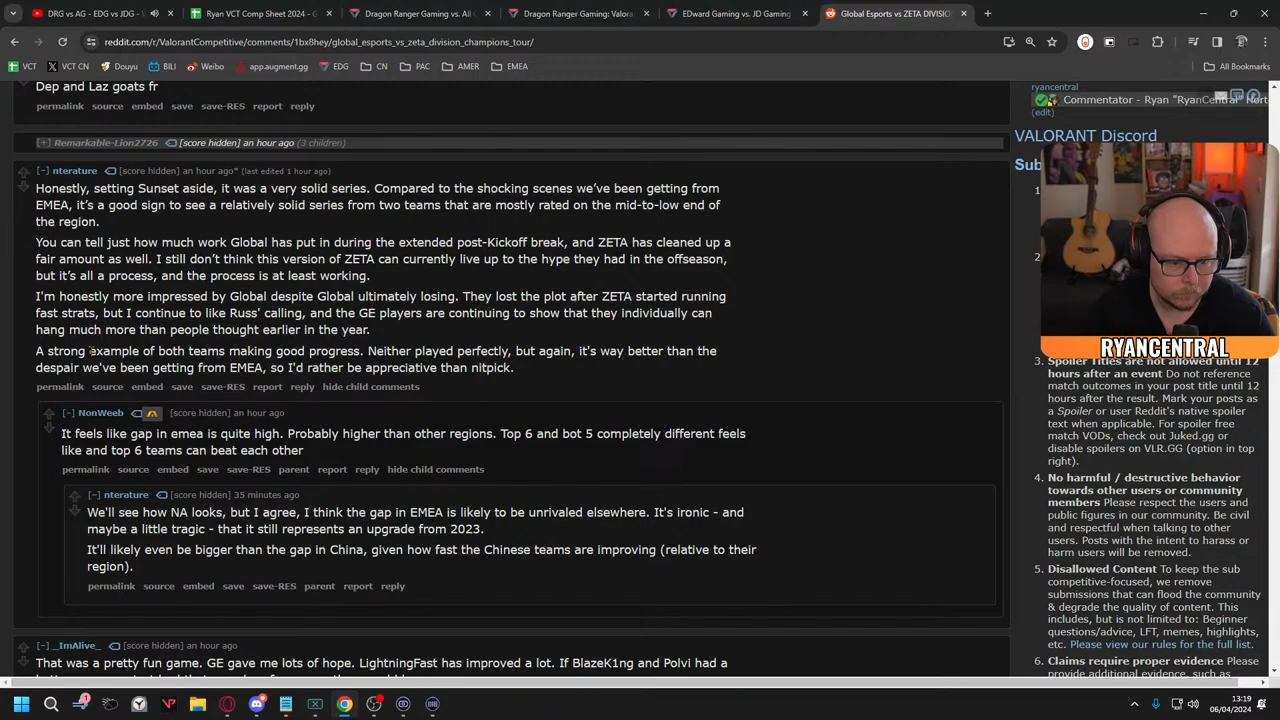 DRG vs AG - EDG vs JDG - W
Ryan VCT Comp Sheet 2024 - G
Dragon Ranger Gaming vs. All G
Dragon Ranger Gaming: Valora
EDward Gaming vs. JD Gaming
Global Esports vs ZETA DIVISION
reddit.com/r/ValorantCompetitive/comments/1bx8hey/global_esports_vs_zeta_division_champions_tour/
VCT
VCT CN
Douyu
BILI
Weibo
app.augment.gg
EDG
CN
PAC
AMER
EMEA
All Bookmarks
Dep and Laz goats fr
permalink source embed save save-RES report reply
[+] Remarkable-Lion2726 [score hidden] an hour ago (3 children)
[-] nterature [score hidden] an hour ago* (last edited 1 hour ago)
Honestly, setting Sunset aside, it was a very solid series. Compared to the shocking scenes we've been getting from
EMEA, it's a good sign to see a relatively solid series from two teams that are mostly rated on the mid-to-low end of
the region.
You can tell just how much work Global has put in during the extended post-Kickoff break, and ZETA has cleaned up a
fair amount as well. I still don't think this version of ZETA can currently live up to the hype they had in the offseason,
but it's all a process, and the process is at least working.
I'm honestly more impressed by Global despite Global ultimately losing. They lost the plot after ZETA started running
fast strats, but I continue to like Russ' calling, and the GE players are continuing to show that they individually can
hang much more than people thought earlier in the year.
A strong example of both teams making good progress. Neither played perfectly, but again, it's way better than the
despair we've been getting from EMEA, so I'd rather be appreciative than nitpick.
permalink source embed save save-RES report reply hide child comments
[-] NonWeeb [score hidden] an hour ago
It feels like gap in emea is quite high. Probably higher than other regions. Top 6 and bot 5 completely different feels
like and top 6 teams can beat each other
permalink source embed save save-RES parent report reply hide child comments
[-] nterature [score hidden] 35 minutes ago
We'll see how NA looks, but I agree, I think the gap in EMEA is likely to be unrivaled elsewhere. It's ironic - and
maybe a little tragic - that it still represents an upgrade from 2023.
It'll likely even be bigger than the gap in China, given how fast the Chinese teams are improving (relative to their
region).
permalink source embed save save-RES parent report reply
[-] _ImAlive_ [score hidden] an hour ago
That was a pretty fun game. GE gave me lots of hope. LightningFast has improved a lot. If BlazeK1ng and Polvi had a
ryancentral
Commentator - Ryan "RyanCentral" Hort
(edit)
VALORANT Discord
Sub
1
2
RYANCENTRAL
3. Spoiler Titles are not allowed until 12
hours after an event Do not reference
match outcomes in your post title until 12
hours after the result. Mark your posts as
a Spoiler or user Reddit's native spoiler
text when applicable. For spoiler free
match VODs, check out Juked.gg or
disable spoilers on VLR.GG (option in top
right).
4. No harmful / destructive behavior
towards other users or community
members Please respect the users and
public figures in our community. Be civil
and respectful when talking to other
users. Posts with the intent to harass or
harm users will be removed.
5. Disallowed Content To keep the sub
competitive-focused, we remove
submissions that can flood the community
& degrade the quality of content. This
includes, but is not limited to: Beginner
questions/advice, LFT, memes, highlights,
etc. Please view our rules for the full list.
6. Claims require proper evidence Please
provide additional evidence, such as
13:19
06/04/2024